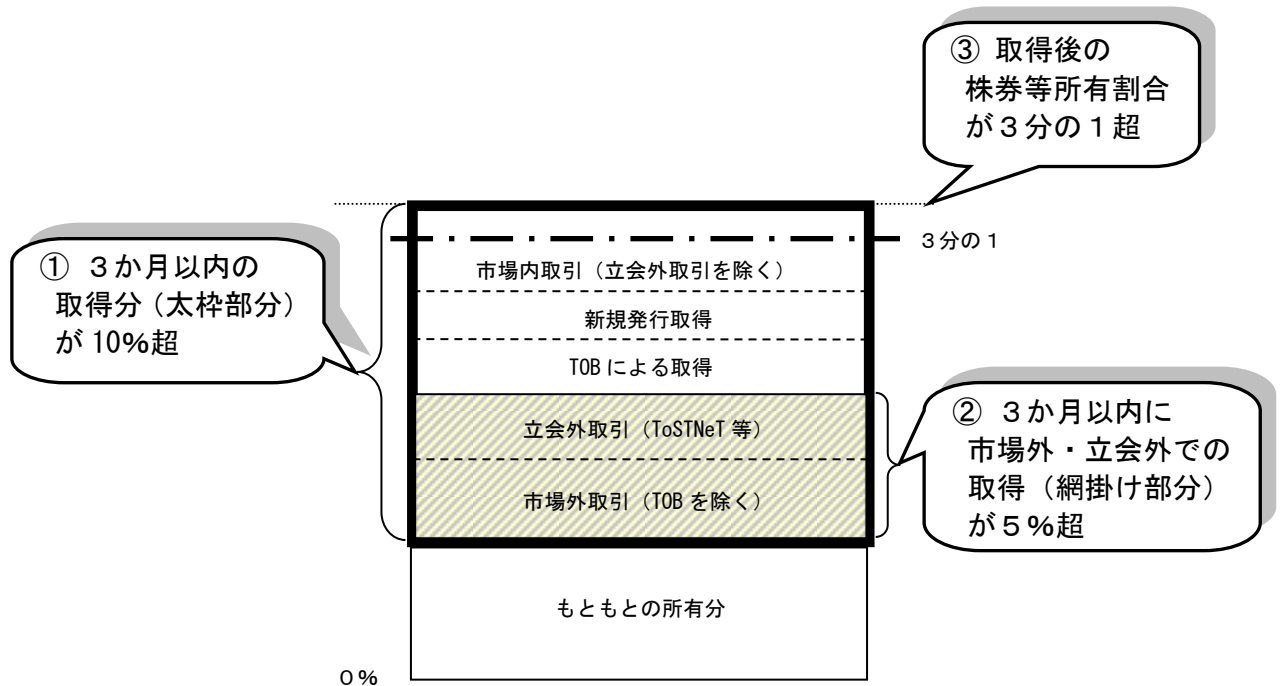 ③ 取得後の
株券等所有割合
が３分の１超
３分の１
① ３か月以内の
取得分（太枠部分）
が 10%超
市場内取引（立会外取引を除く）
新規発行取得
TOB による取得
立会外取引（ToSTNeT 等）
市場外取引（TOB を除く）
② ３か月以内に
市場外・立会外での
取得（網掛け部分）
が５％超
もともとの所有分
０％